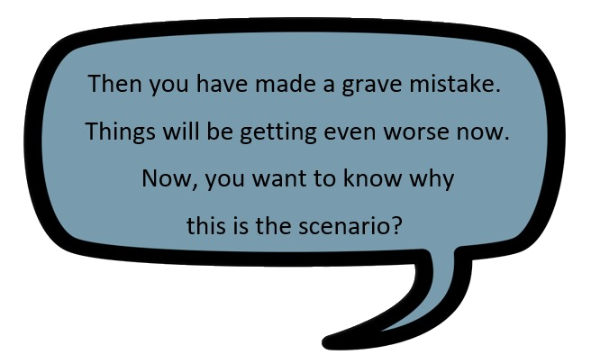 Then you have made a grave mistake.
Things will be getting even worse now.
Now, you want to know why
this is the scenario?